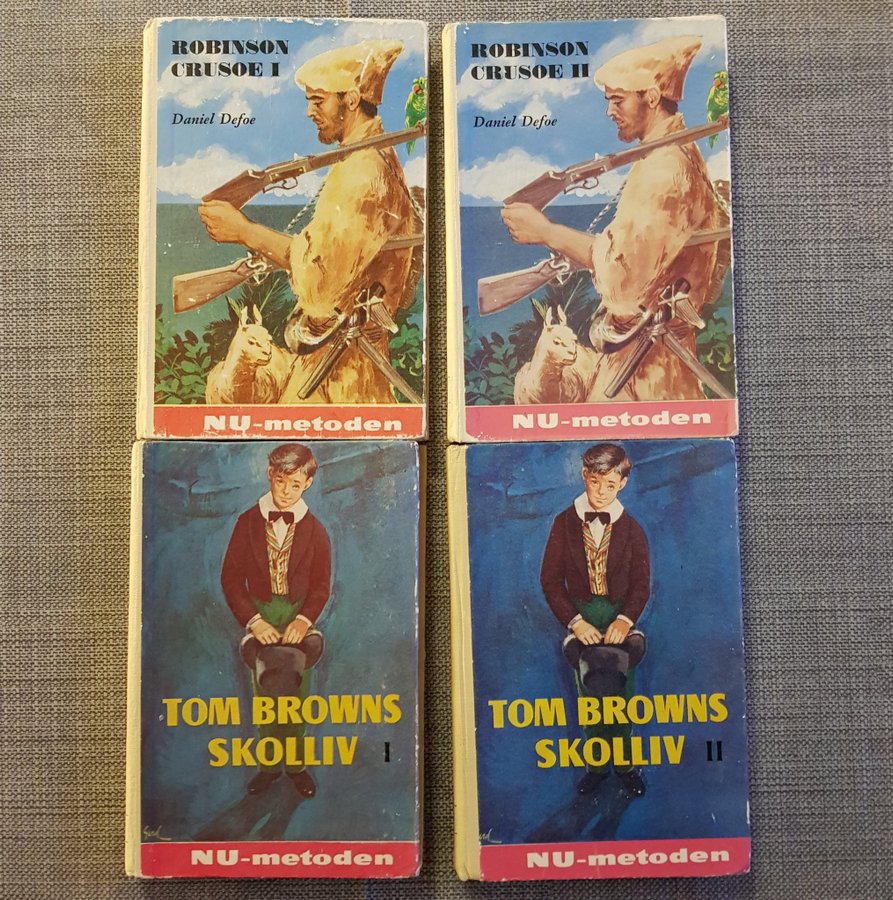 ROBINSON
CRUSOE I
Daniel Defoe
NU-metoden
ROBINSON
CRUSOE II
Daniel Defoe
NU-metoden
TOM BROWNS
SKOLLIV I
NU-metoden
TOM BROWNS
SKOLLIV II
NU-metoden